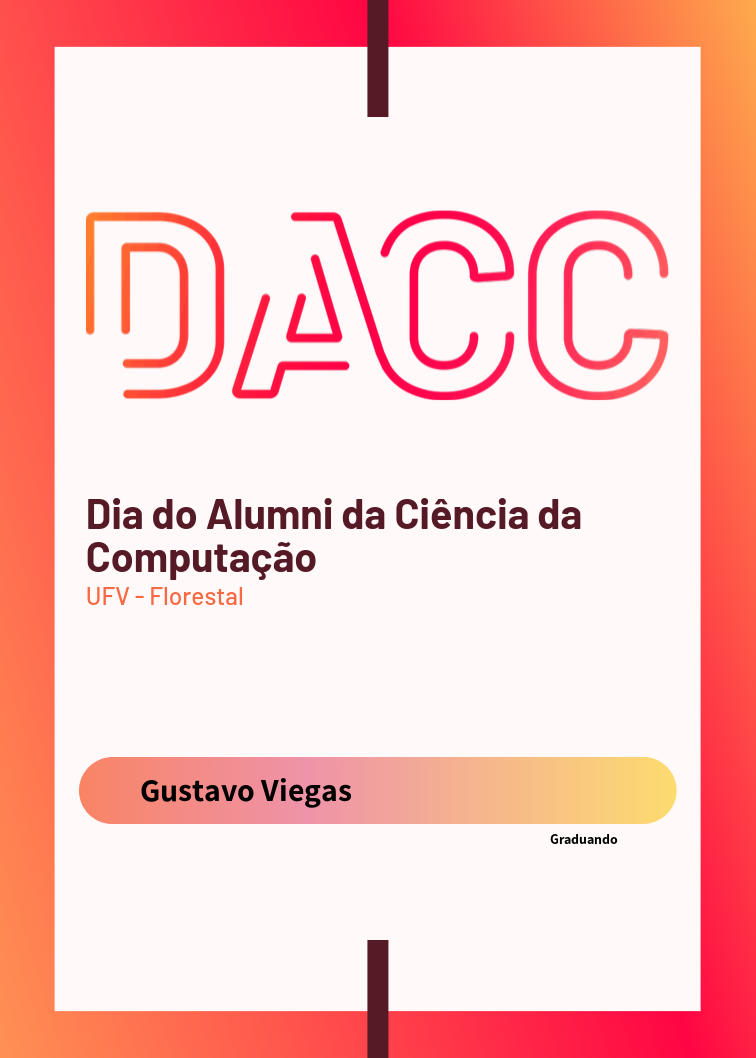 DACC
Dia do Alumni da Ciência da
Computação
UFV - Florestal
Gustavo Viegas
Graduando